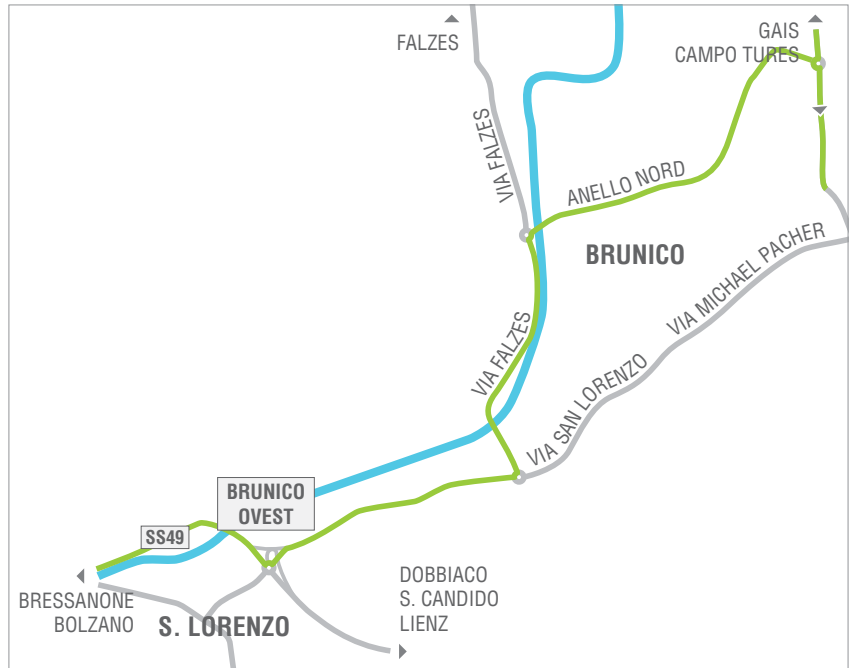 FALZES
GAIS
CAMPO TURES
VIA FALZES
ANELLO NORD
BRUNICO
VIA MICHAEL PACHER
VIA FALZES
VIA SAN LORENZO
BRUNICO
OVEST
SS49
BRESSANONE
BOLZANO
S. LORENZO
DOBBIACO
S. CANDIDO
LIENZ